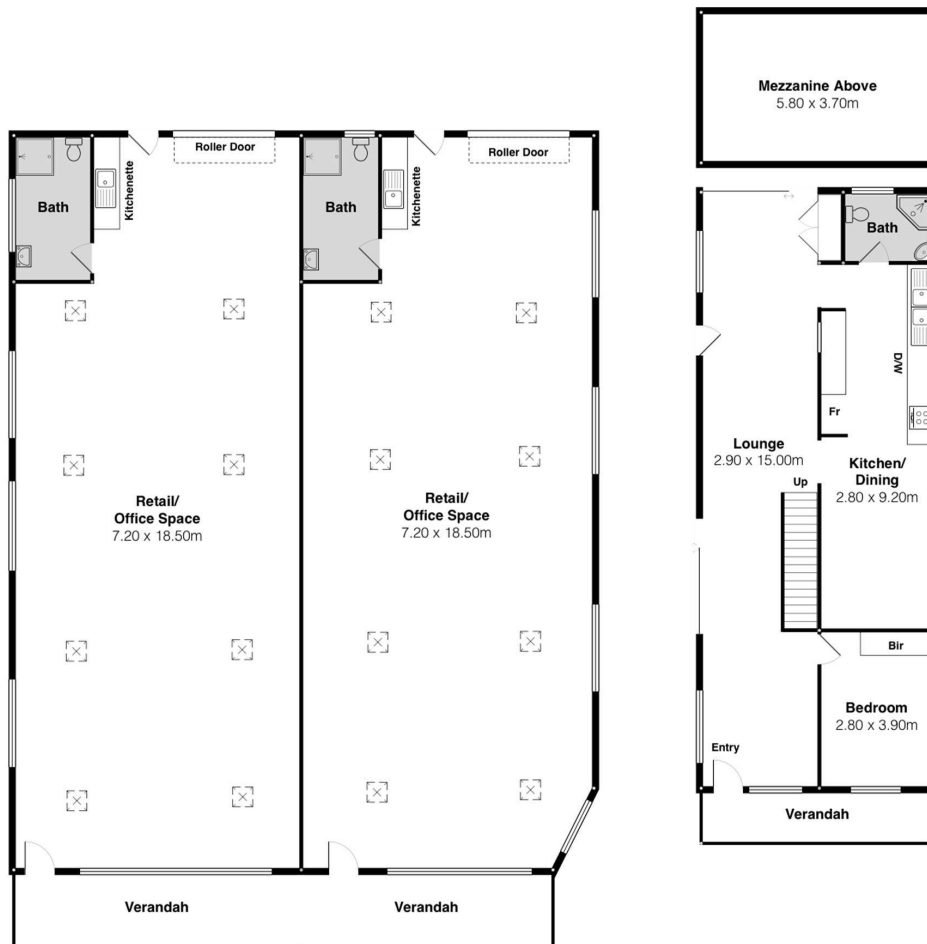 Mezzanine Above
5.80 x 3.70m
Roller Door
Roller Door
Kitchenette
Kitchenette
Bath
Bath
Bath
D/W
Fr
Lounge
2.90 x 15.00m
Up
Kitchen/
Dining
2.80 x 9.20m
Retail/
Office Space
7.20 x 18.50m
Retail/
Office Space
7.20 x 18.50m
Bir
Bedroom
2.80 x 3.90m
Entry
Verandah
Verandah
Verandah